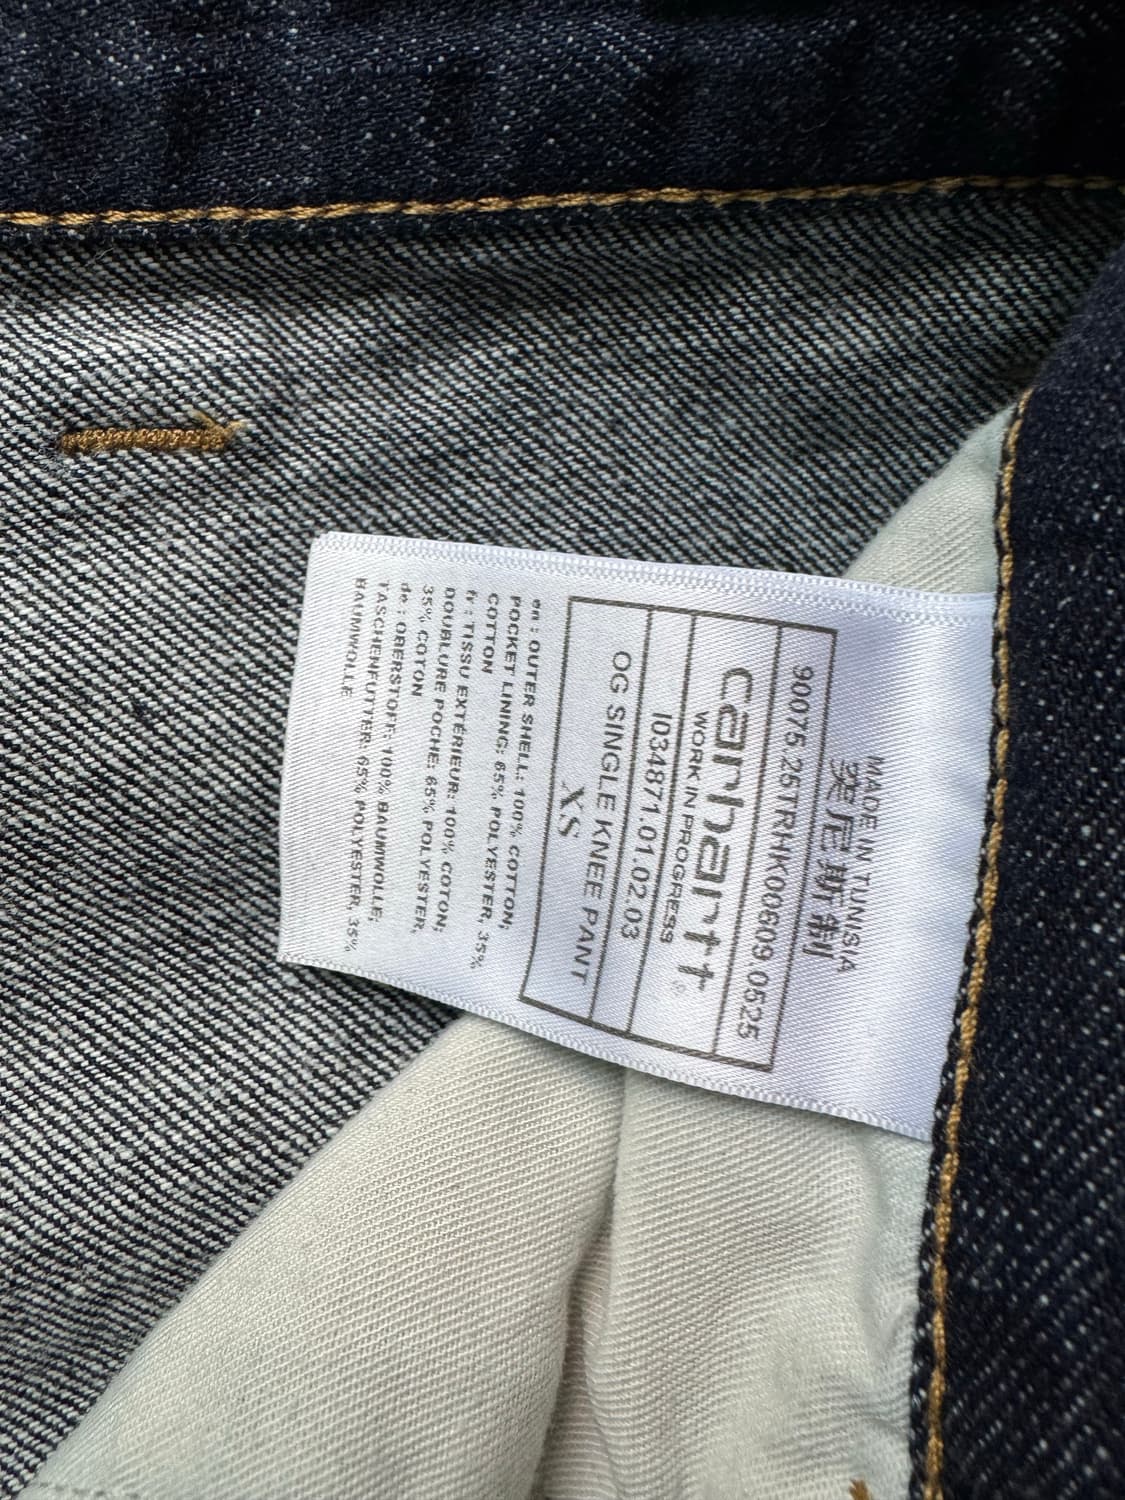 MADE IN TUNISIA
突尼斯制
90075.25TRHK00609.0525
carhartt®
WORK IN PROGRESS
I034871.01.02.03
OG SINGLE KNEE PANT
XS
en : OUTER SHELL: 100% COTTON;
POCKET LINING: 65% POLYESTER, 35%
COTTON
fr : TISSU EXTÉRIEUR: 100% COTON;
DOUBLURE POCHE: 65% POLYESTER,
35% COTON
de : OBERSTOFF: 100% BAUMWOLLE;
TASCHENFUTTER: 65% POLYESTER, 35%
BAUMWOLLE